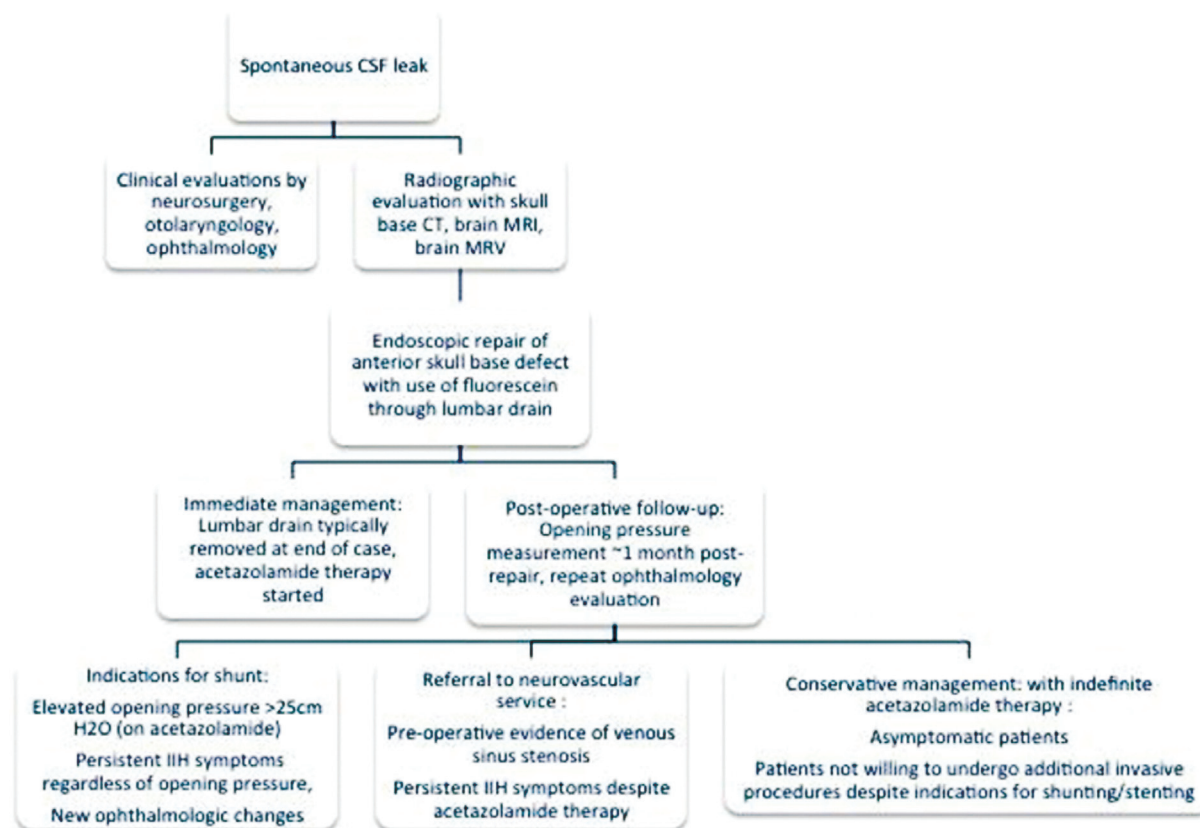 Spontaneous CSF leak
Clinical evaluations by
neurosurgery,
otolaryngology,
ophthalmology
Radiographic
evaluation with skull
base CT, brain MRI,
brain MRV
Endoscopic repair of
anterior skull base defect
with use of fluorescein
through lumbar drain
Immediate management:
Lumbar drain typically
removed at end of case,
acetazolamide therapy
started
Post-operative follow-up:
Opening pressure
measurement ~1 month post-
repair, repeat ophthalmology
evaluation
Indications for shunt:
Elevated opening pressure >25cm
H2O (on acetazolamide)
Persistent IIH symptoms
regardless of opening pressure,
New ophthalmologic changes
Referral to neurovascular
service :
Pre-operative evidence of venous
sinus stenosis
Persistent IIH symptoms despite
acetazolamide therapy
Conservative management: with indefinite
acetazolamide therapy :
Asymptomatic patients
Patients not willing to undergo additional invasive
procedures despite indications for shunting/stenting